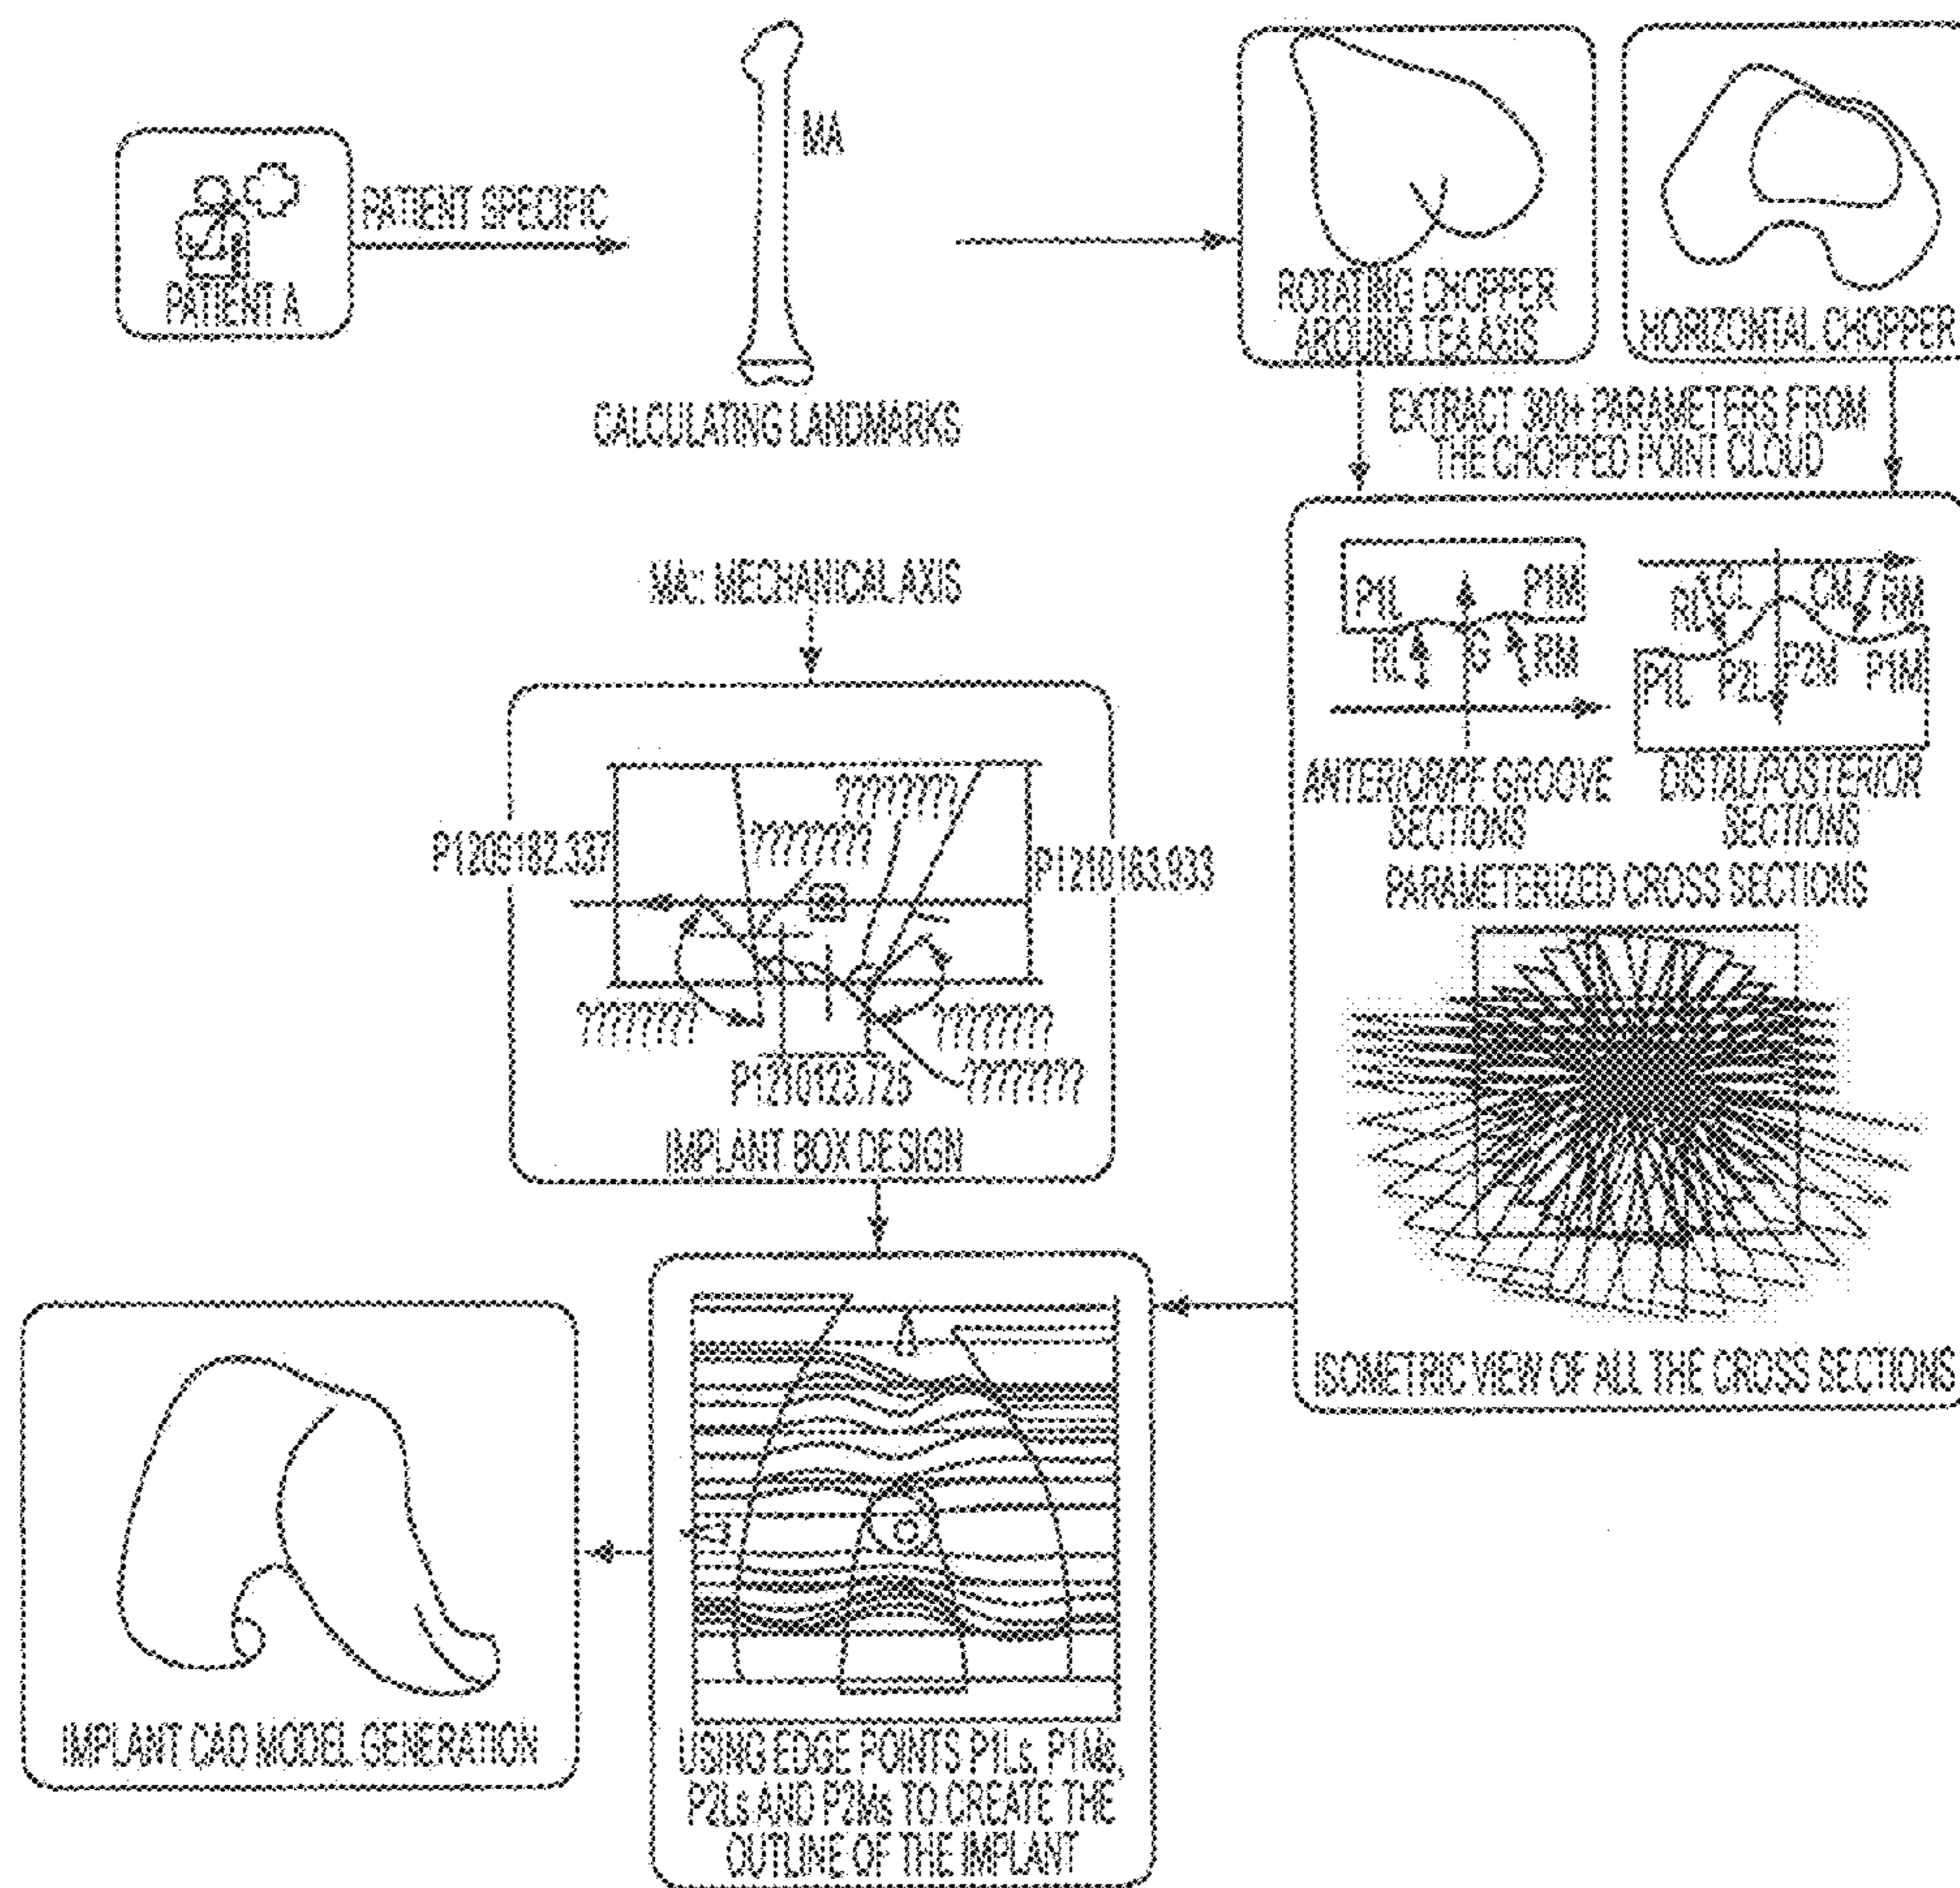 MA
PATIENT SPECIFIC
PATIENT A
CALCULATING LANDMARKS
ROTATING CHOPPER
AROUND TEA AXIS
HORIZONTAL CHOPPER
EXTRACT 300+ PARAMETERS FROM
THE CHOPPED POINT CLOUD
MA: MECHANICAL AXIS
P1L P1M
RL G RM
RL CL CM RM
P1L P2L P2M P1M
ANTERIOR/PF GROOVE
SECTIONS
DISTAL/POSTERIOR
SECTIONS
PARAMETERIZED CROSS SECTIONS
????????
???????
P1209182.337
P1210163.933
???????
???????
P1210123.725
???????
IMPLANT BOX DESIGN
ISOMETRIC VIEW OF ALL THE CROSS SECTIONS
IMPLANT CAD MODEL GENERATION
USING EDGE POINTS P1Ls, P1Ms,
P2Ls AND P2Ms TO CREATE THE
OUTLINE OF THE IMPLANT